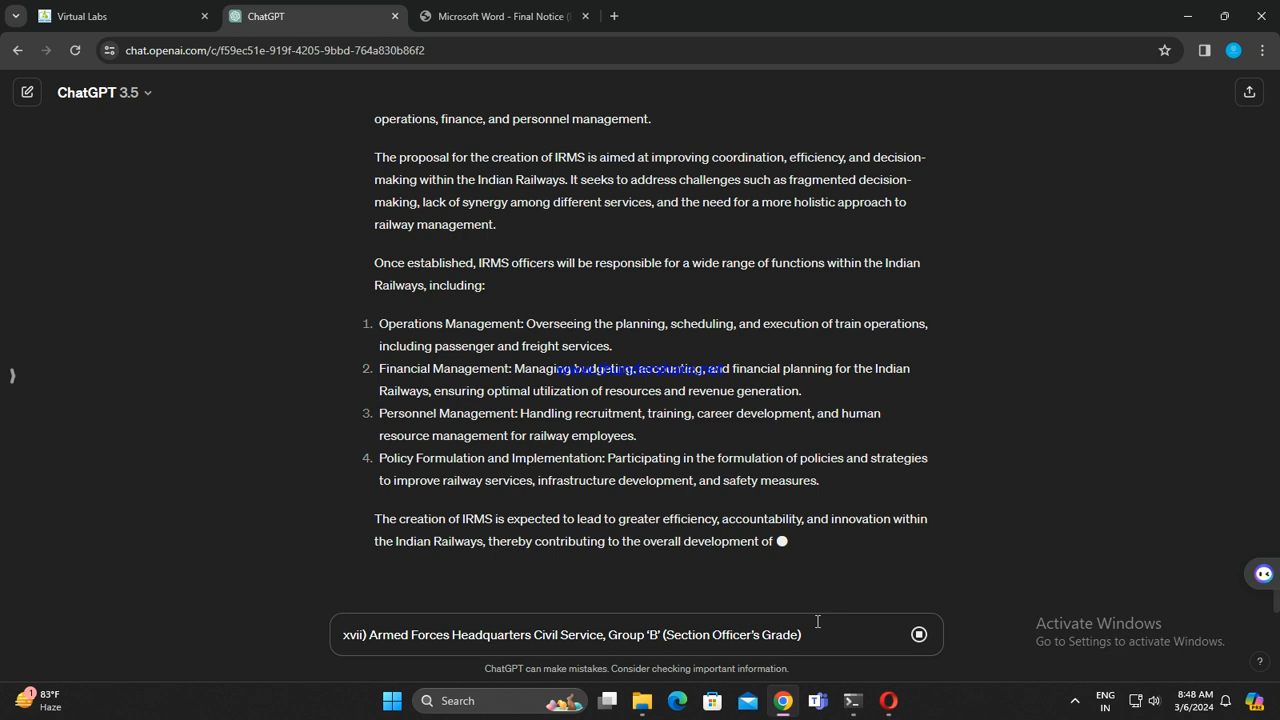 Virtual Labs
ChatGPT
Microsoft Word - Final Notice (
chat.openai.com/c/f59ec51e-919f-4205-9bbd-764a830b86f2
ChatGPT 3.5
operations, finance, and personnel management.
The proposal for the creation of IRMS is aimed at improving coordination, efficiency, and decision-
making within the Indian Railways. It seeks to address challenges such as fragmented decision-
making, lack of synergy among different services, and the need for a more holistic approach to
railway management.
Once established, IRMS officers will be responsible for a wide range of functions within the Indian
Railways, including:
1. Operations Management: Overseeing the planning, scheduling, and execution of train operations,
including passenger and freight services.
2. Financial Management: Managing budgeting, accounting, and financial planning for the Indian
Railways, ensuring optimal utilization of resources and revenue generation.
3. Personnel Management: Handling recruitment, training, career development, and human
resource management for railway employees.
4. Policy Formulation and Implementation: Participating in the formulation of policies and strategies
to improve railway services, infrastructure development, and safety measures.
The creation of IRMS is expected to lead to greater efficiency, accountability, and innovation within
the Indian Railways, thereby contributing to the overall development of
xvii) Armed Forces Headquarters Civil Service, Group ‘B’ (Section Officer’s Grade)
ChatGPT can make mistakes. Consider checking important information.
Activate Windows
Go to Settings to activate Windows.
?
1
83°F
Haze
Search
ENG
IN
8:48 AM
3/6/2024